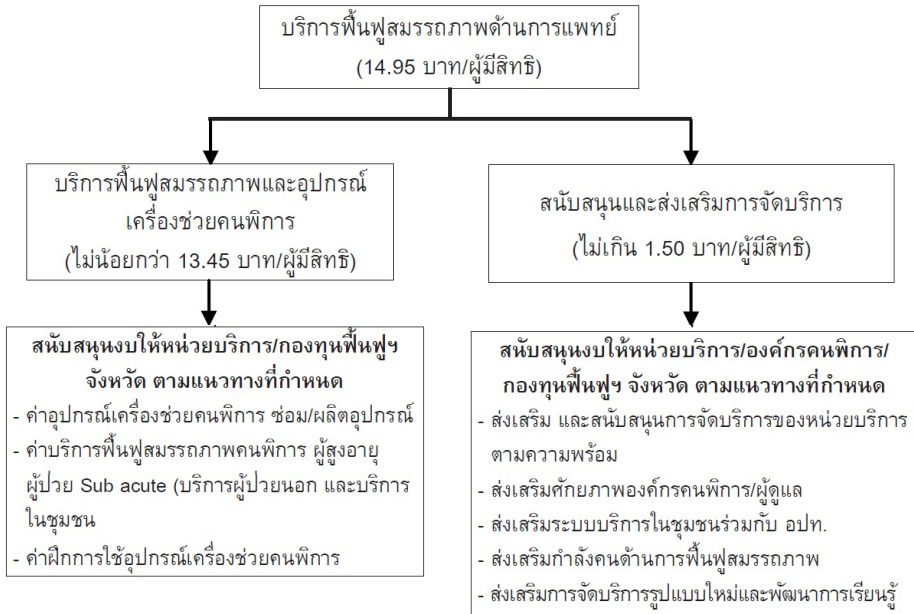 บริการฟื้นฟูสมรรถภาพด้านการแพทย์
(14.95 บาท/ผู้มีสิทธิ)
บริการฟื้นฟูสมรรถภาพและอุปกรณ์
เครื่องช่วยคนพิการ
(ไม่น้อยกว่า 13.45 บาท/ผู้มีสิทธิ)
สนับสนุนและส่งเสริมการจัดบริการ
(ไม่เกิน 1.50 บาท/ผู้มีสิทธิ)
สนับสนุนงบให้หน่วยบริการ/กองทุนฟื้นฟูฯ
จังหวัด ตามแนวทางที่กำหนด
- ค่าอุปกรณ์เครื่องช่วยคนพิการ ซ่อม/ผลิตอุปกรณ์
- ค่าบริการฟื้นฟูสมรรถภาพคนพิการ ผู้สูงอายุ
ผู้ป่วย Sub acute (บริการผู้ป่วยนอก และบริการ
ในชุมชน
- ค่าฝึกการใช้อุปกรณ์เครื่องช่วยคนพิการ
สนับสนุนงบให้หน่วยบริการ/องค์กรคนพิการ/
กองทุนฟื้นฟูฯ จังหวัด ตามแนวทางที่กำหนด
- ส่งเสริม และสนับสนุนการจัดบริการของหน่วยบริการ
ตามความพร้อม
- ส่งเสริมศักยภาพองค์กรคนพิการ/ผู้ดูแล
- ส่งเสริมระบบบริการในชุมชนร่วมกับ อปท.
- ส่งเสริมกำลังคนด้านการฟื้นฟูสมรรถภาพ
- ส่งเสริมการจัดบริการรูปแบบใหม่และพัฒนาการเรียนรู้